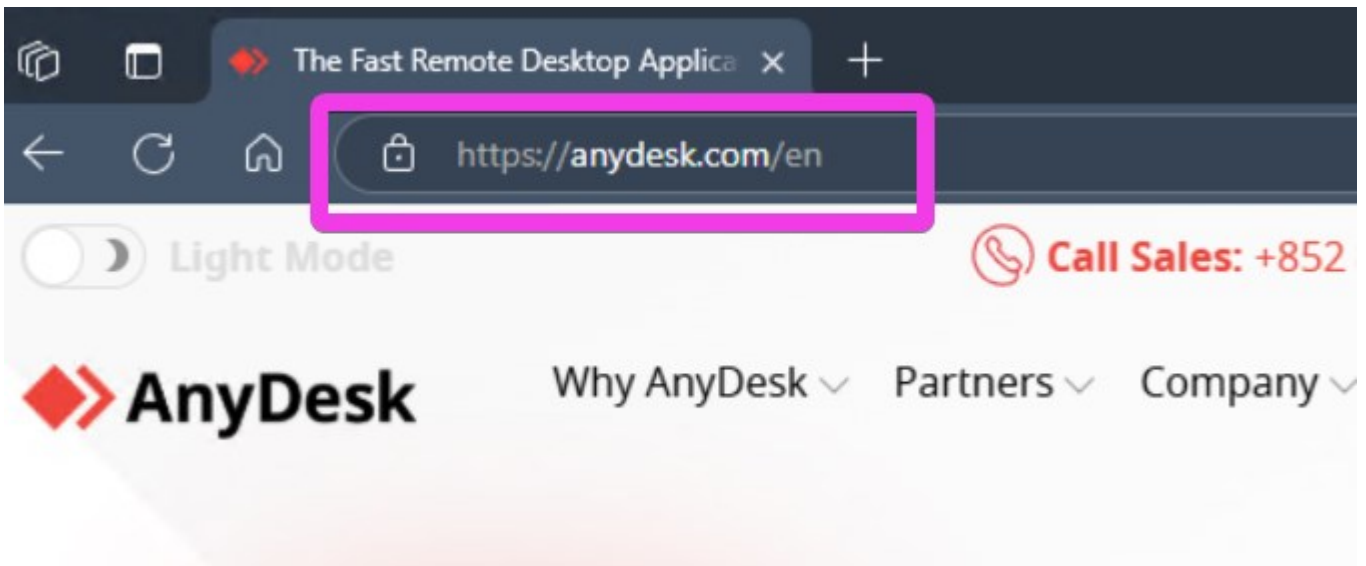 The Fast Remote Desktop Applica
https://anydesk.com/en
Light Mode
Call Sales: +852
AnyDesk
Why AnyDesk Partners Company